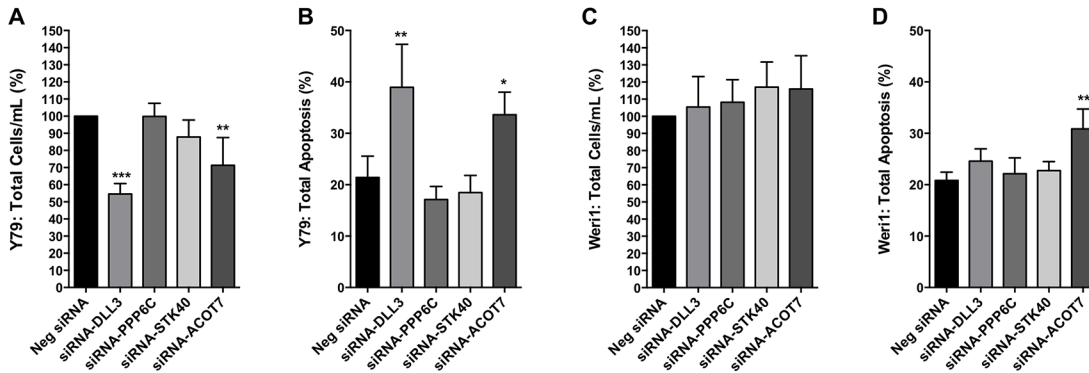 A
Y79: Total Cells/mL (%)
150
140
130
120
110
100
90
80
70
60
50
40
30
20
10
0
***
**
Neg siRNA
siRNA-DLL3
siRNA-PPP6C
siRNA-STK40
siRNA-ACOT7
B
Y79: Total Apoptosis (%)
50
40
30
20
10
0
**
*
Neg siRNA
siRNA-DLL3
siRNA-PPP6C
siRNA-STK40
siRNA-ACOT7
C
Weri1: Total Cells/mL (%)
150
140
130
120
110
100
90
80
70
60
50
40
30
20
10
0
Neg siRNA
siRNA-DLL3
siRNA-PPP6C
siRNA-STK40
siRNA-ACOT7
D
Weri1: Total Apoptosis (%)
50
40
30
20
10
0
**
Neg siRNA
siRNA-DLL3
siRNA-PPP6C
siRNA-STK40
siRNA-ACOT7